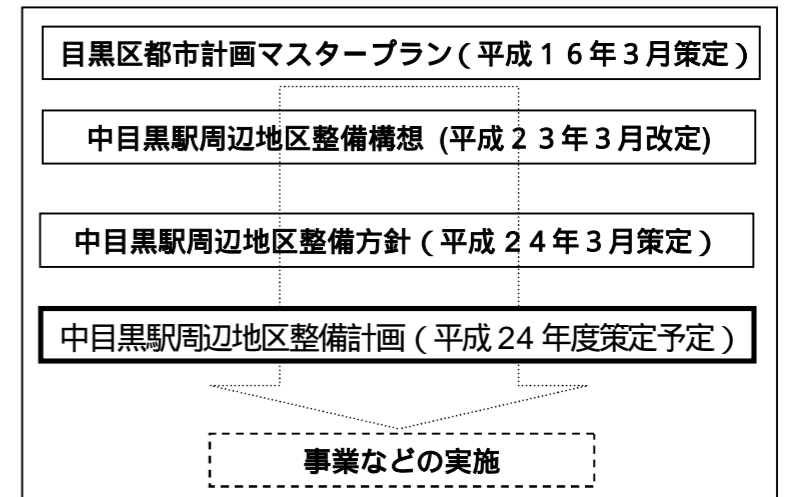 目黒区都市計画マスタープラン（平成１６年３月策定）
中目黒駅周辺地区整備構想 (平成２３年３月改定)
中目黒駅周辺地区整備方針（平成２４年３月策定）
中目黒駅周辺地区整備計画（平成 24 年度策定予定）
事業などの実施